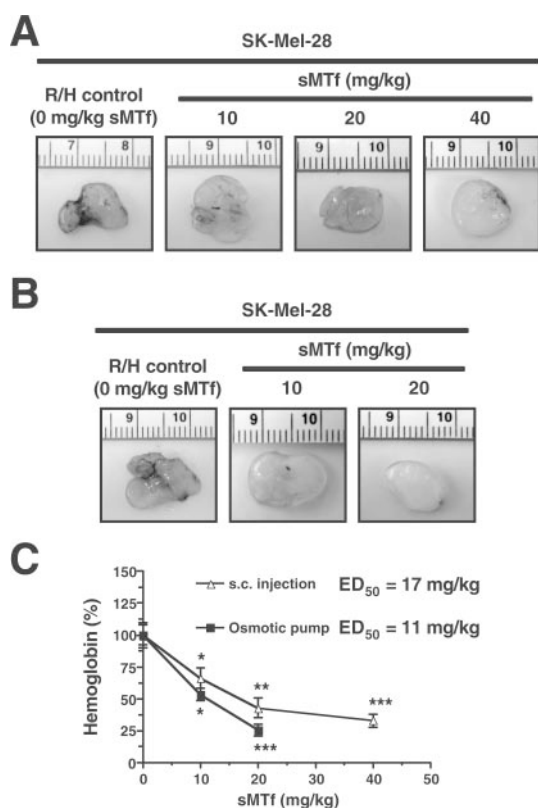 A
SK-Mel-28
R/H control
(0 mg/kg sMTf)
sMTf (mg/kg)
10 20 40
7 8
9 10
9 10
9 10
B
SK-Mel-28
R/H control
(0 mg/kg sMTf)
sMTf (mg/kg)
10 20
9 10
9 10
9 10
C
Hemoglobin (%)
150
125
100
75
50
25
0
s.c. injection ED50 = 17 mg/kg
Osmotic pump ED50 = 11 mg/kg
* ** ***
* ***
0 10 20 30 40 50
sMTf (mg/kg)